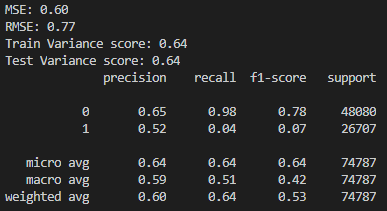 MSE: 0.60
RMSE: 0.77
Train Variance score: 0.64
Test Variance score: 0.64
precision recall f1-score support
0 0.65 0.98 0.78 48080
1 0.52 0.04 0.07 26707
micro avg 0.64 0.64 0.64 74787
macro avg 0.59 0.51 0.42 74787
weighted avg 0.60 0.64 0.53 74787